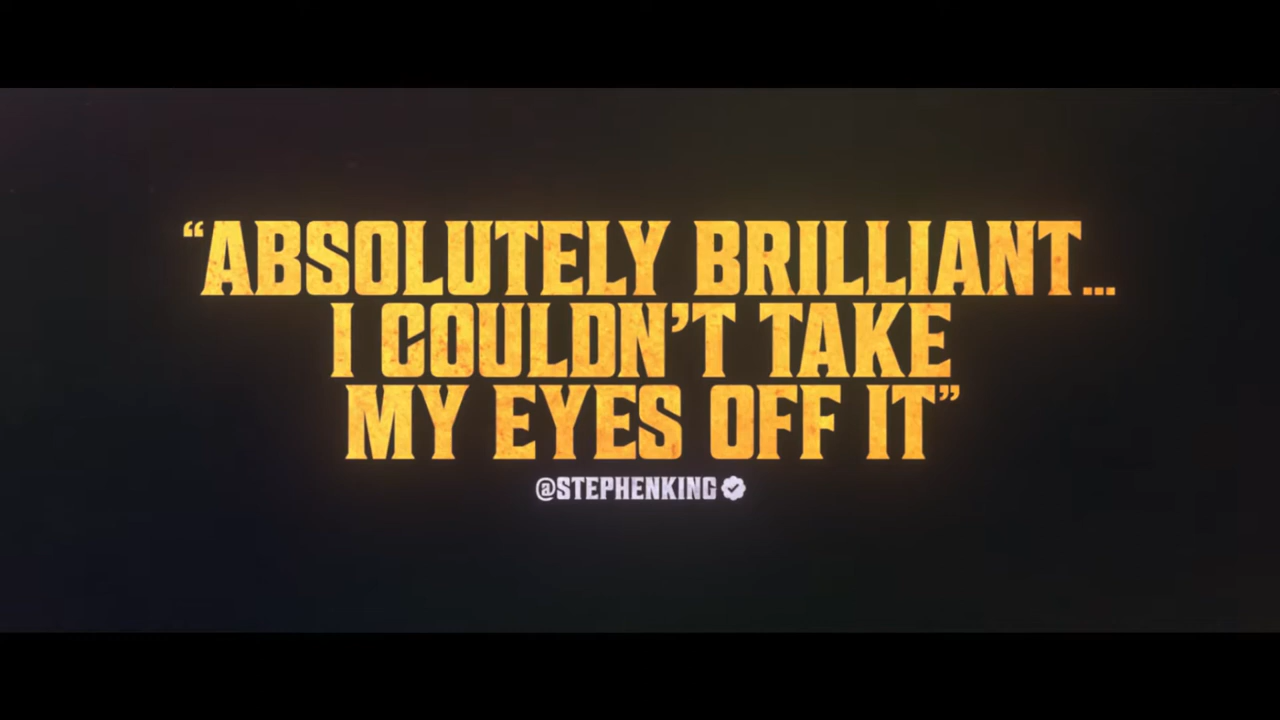 “ABSOLUTELY BRILLIANT...
I COULDN’T TAKE
MY EYES OFF IT”
@STEPHENKING